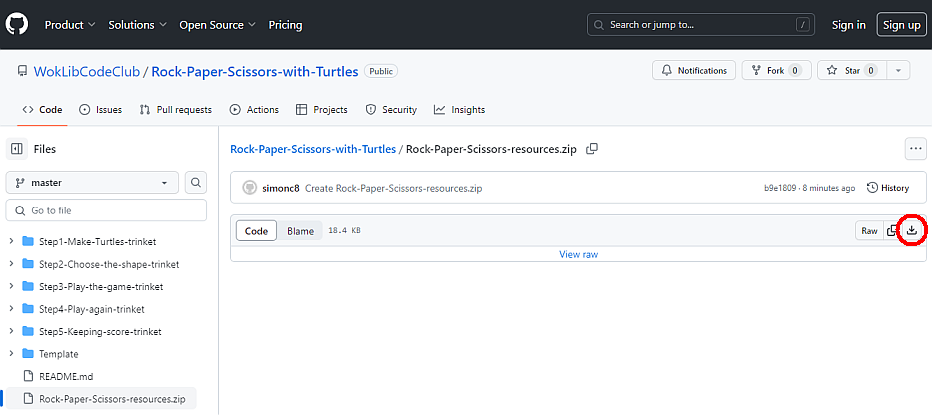 Product Solutions Open Source Pricing Search or jump to... / Sign in Sign up
WokLibCodeClub / Rock-Paper-Scissors-with-Turtles Public Notifications Fork 0 Star 0
Code Issues Pull requests Actions Projects Security Insights
Files
master
Go to file
Step1-Make-Turtles-trinket
Step2-Choose-the-shape-trinket
Step3-Play-the-game-trinket
Step4-Play-again-trinket
Step5-Keeping-score-trinket
Template
README.md
Rock-Paper-Scissors-resources.zip
Rock-Paper-Scissors-with-Turtles / Rock-Paper-Scissors-resources.zip
simonc8 Create Rock-Paper-Scissors-resources.zip b9e1809 · 8 minutes ago History
Code Blame 18.4 KB Raw
View raw